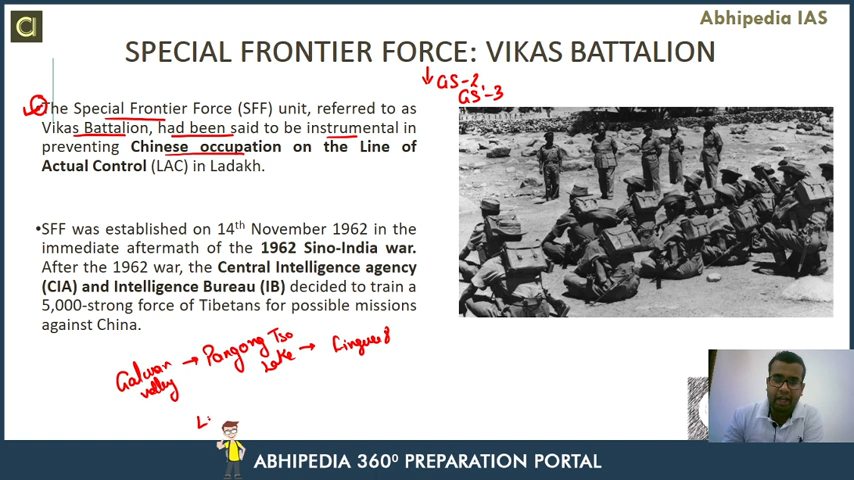 Abhipedia IAS
SPECIAL FRONTIER FORCE: VIKAS BATTALION
GS-2,
GS-3
•The Special Frontier Force (SFF) unit, referred to as
Vikas Battalion, had been said to be instrumental in
preventing Chinese occupation on the Line of
Actual Control (LAC) in Ladakh.
•SFF was established on 14th November 1962 in the
immediate aftermath of the 1962 Sino-India war.
After the 1962 war, the Central Intelligence agency
(CIA) and Intelligence Bureau (IB) decided to train a
5,000-strong force of Tibetans for possible missions
against China.
Galwan → Pangong Tso → Finger 8
valley Lake
ABHIPEDIA 360⁰ PREPARATION PORTAL